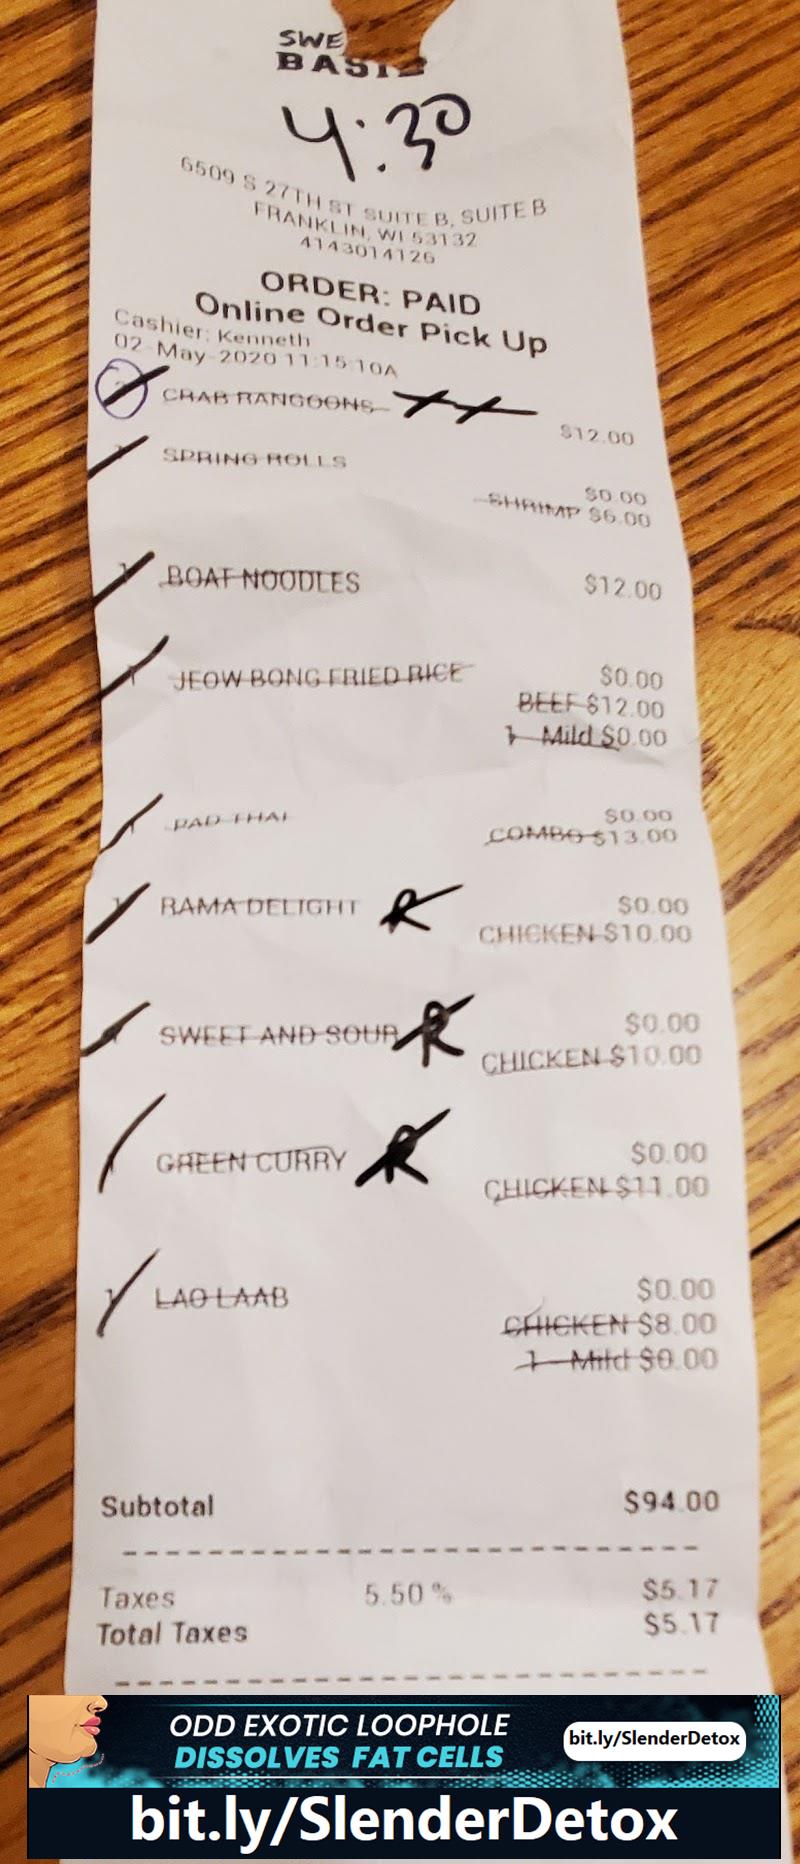 SWE
BASIL
4:30
6509 S 27TH ST SUITE B, SUITE B
FRANKLIN, WI 53132
4143014126
ORDER: PAID
Online Order Pick Up
Cashier: Kenneth
02-May-2020 11:15:10A
CRAB RANGOONS $12.00
1 SPRING ROLLS $0.00
SHRIMP $6.00
1 BOAT NOODLES $12.00
1 JEOW BONG FRIED RICE $0.00
BEEF $12.00
1 Mild $0.00
PAD THAI $0.00
COMBO $13.00
1 RAMA DELIGHT R $0.00
CHICKEN $10.00
SWEET AND SOUR R $0.00
CHICKEN $10.00
GREEN CURRY R $0.00
CHICKEN $11.00
1 LAO LAAB $0.00
CHICKEN $8.00
1 Mild $0.00
Subtotal $94.00
Taxes 5.50% $5.17
Total Taxes $5.17
ODD EXOTIC LOOPHOLE
DISSOLVES FAT CELLS
bit.ly/SlenderDetox
bit.ly/SlenderDetox